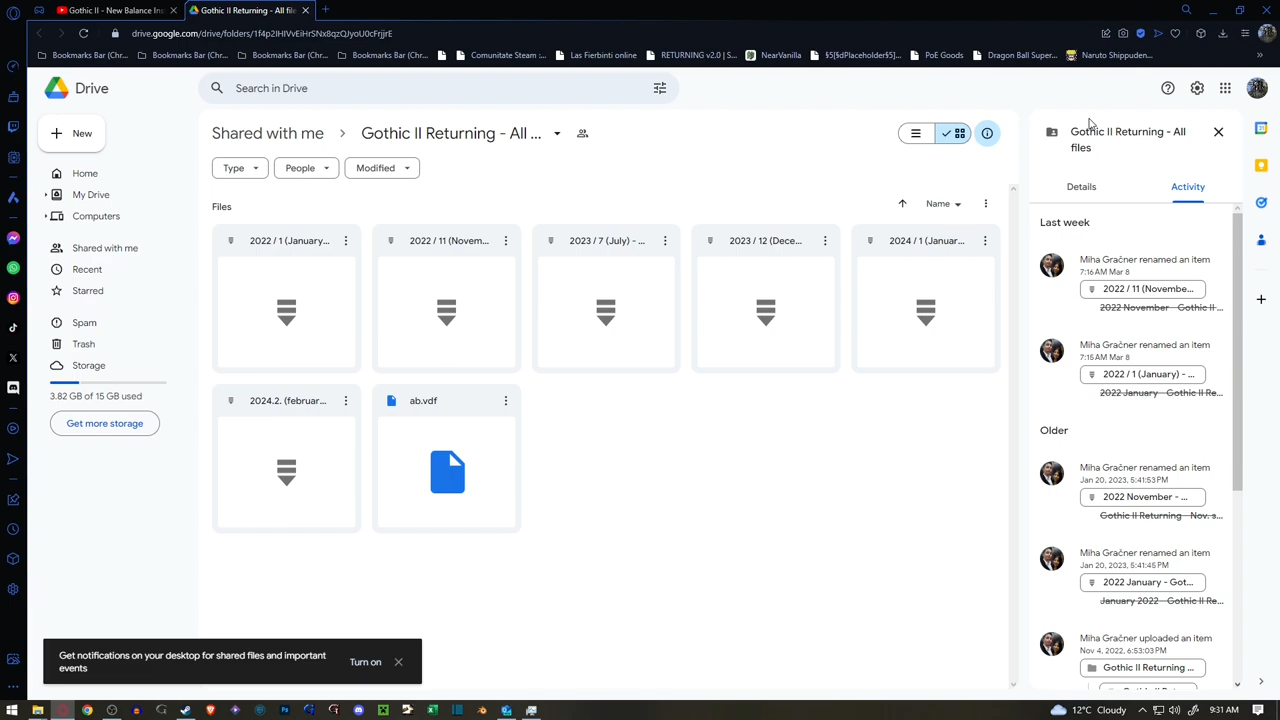 Gothic II - New Balance Ins
Gothic II Returning - All file
drive.google.com/drive/folders/1f4p2IHIVvEiHrSNx8qzQJyoU0cFrjjrE
Bookmarks Bar (Chr...
Bookmarks Bar (Chr...
Bookmarks Bar (Chr...
Bookmarks Bar (Chr...
Comunitate Steam :...
Las Fierbinti online
RETURNING v2.0 | S...
NearVanilla
§5[§dPlaceholder§5]...
PoE Goods
Dragon Ball Super...
Naruto Shippuden...
Drive
Search in Drive
New
Home
My Drive
Computers
Shared with me
Recent
Starred
Spam
Trash
Storage
3.82 GB of 15 GB used
Get more storage
Shared with me
Gothic II Returning - All ...
Type
People
Modified
Files
Name
2022 / 1 (January...
2022 / 11 (Novem...
2023 / 7 (July) - ...
2023 / 12 (Dece...
2024 / 1 (Januar...
2024.2. (februar...
ab.vdf
Gothic II Returning - All
files
Details
Activity
Last week
Miha Gračner renamed an item
7:16 AM Mar 8
2022 / 11 (Novembe...
2022 November - Gothic II ...
Miha Gračner renamed an item
7:15 AM Mar 8
2022 / 1 (January) - ...
2022 January - Gothic II Re...
Older
Miha Gračner renamed an item
Jan 20, 2023, 5:41:53 PM
2022 November - ...
Gothic II Returning - Nov. s...
Miha Gračner renamed an item
Jan 20, 2023, 5:41:45 PM
2022 January - Got...
January 2022 - Gothic II Re...
Miha Gračner uploaded an item
Nov 4, 2022, 6:53:03 PM
Gothic II Returning ...
Get notifications on your desktop for shared files and important
events
Turn on
12°C Cloudy
9:31 AM